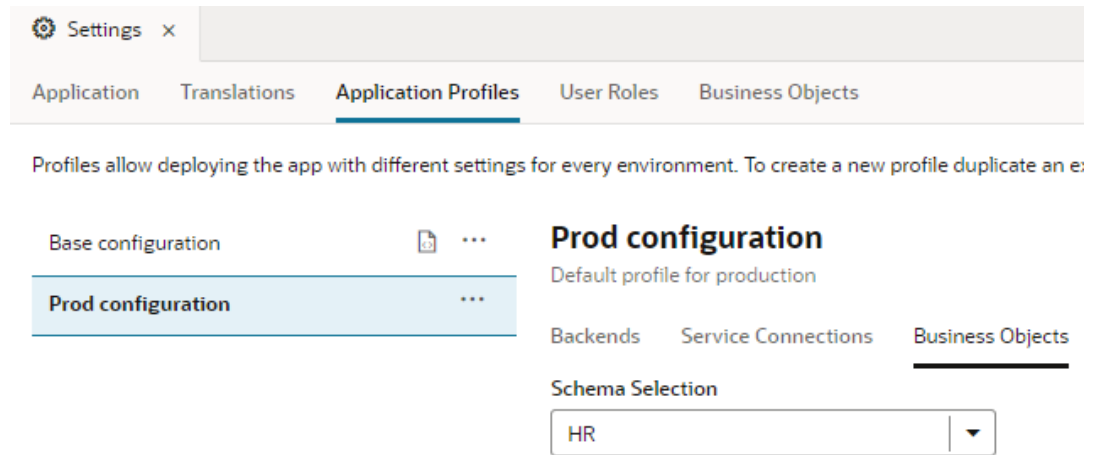 Settings ×
Application Translations Application Profiles User Roles Business Objects
Profiles allow deploying the app with different settings for every environment. To create a new profile duplicate an
Base configuration ...
Prod configuration
Default profile for production
Prod configuration ...
Backends Service Connections Business Objects
Schema Selection
HR